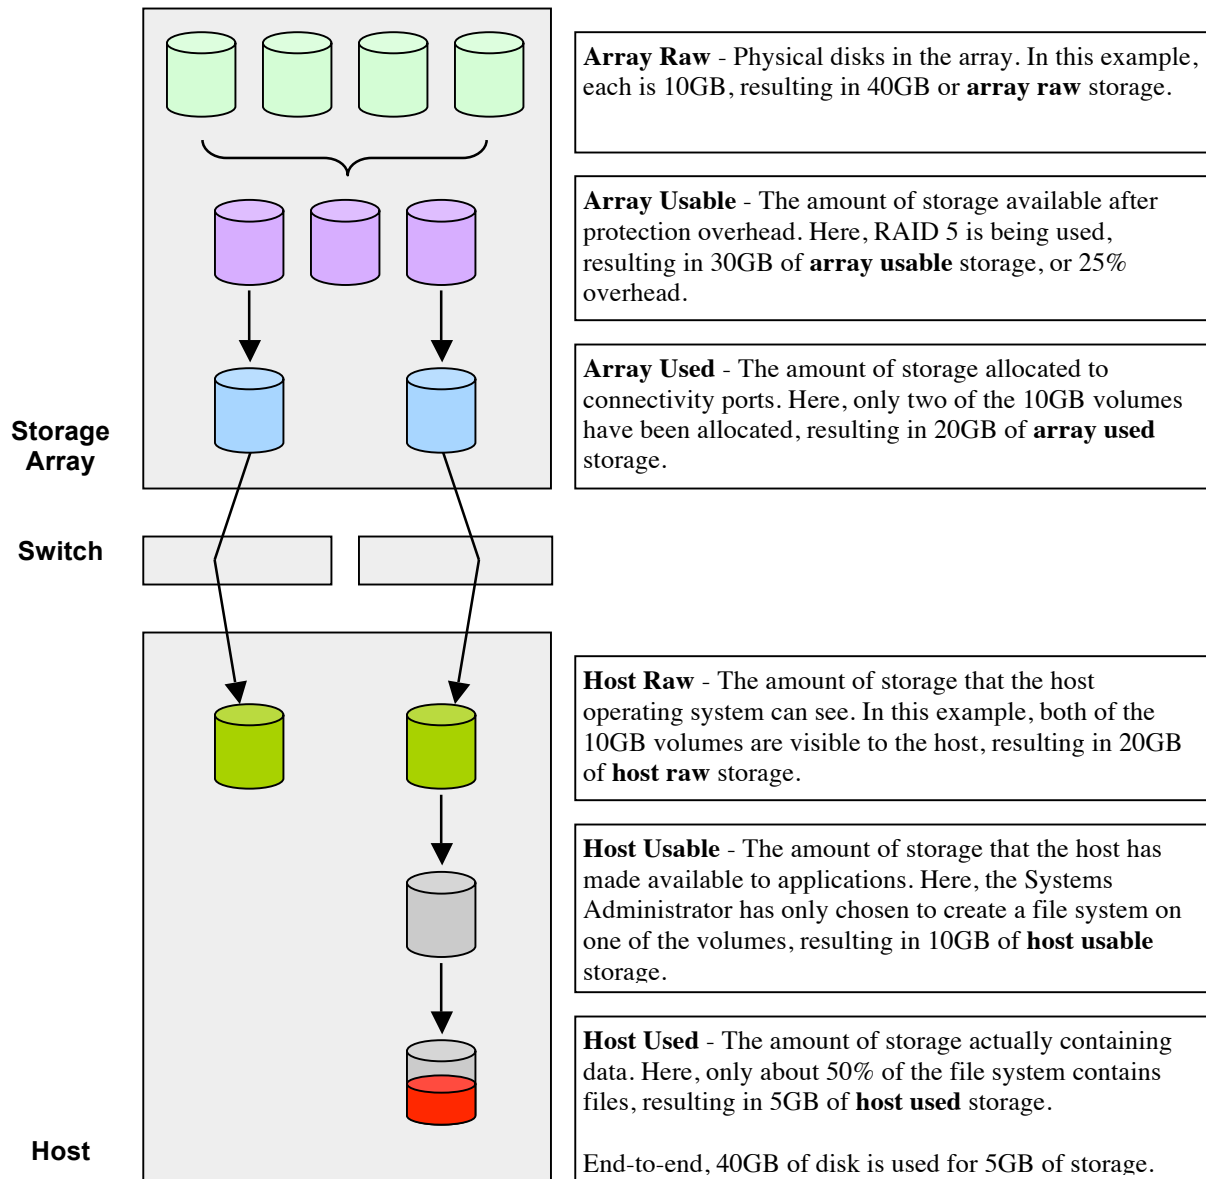 Array Raw - Physical disks in the array. In this example,
each is 10GB, resulting in 40GB or array raw storage.
Array Usable - The amount of storage available after
protection overhead. Here, RAID 5 is being used,
resulting in 30GB of array usable storage, or 25%
overhead.
Array Used - The amount of storage allocated to
connectivity ports. Here, only two of the 10GB volumes
have been allocated, resulting in 20GB of array used
storage.
Storage
Array
Switch
Host Raw - The amount of storage that the host
operating system can see. In this example, both of the
10GB volumes are visible to the host, resulting in 20GB
of host raw storage.
Host Usable - The amount of storage that the host has
made available to applications. Here, the Systems
Administrator has only chosen to create a file system on
one of the volumes, resulting in 10GB of host usable
storage.
Host Used - The amount of storage actually containing
data. Here, only about 50% of the file system contains
files, resulting in 5GB of host used storage.
End-to-end, 40GB of disk is used for 5GB of storage.
Host